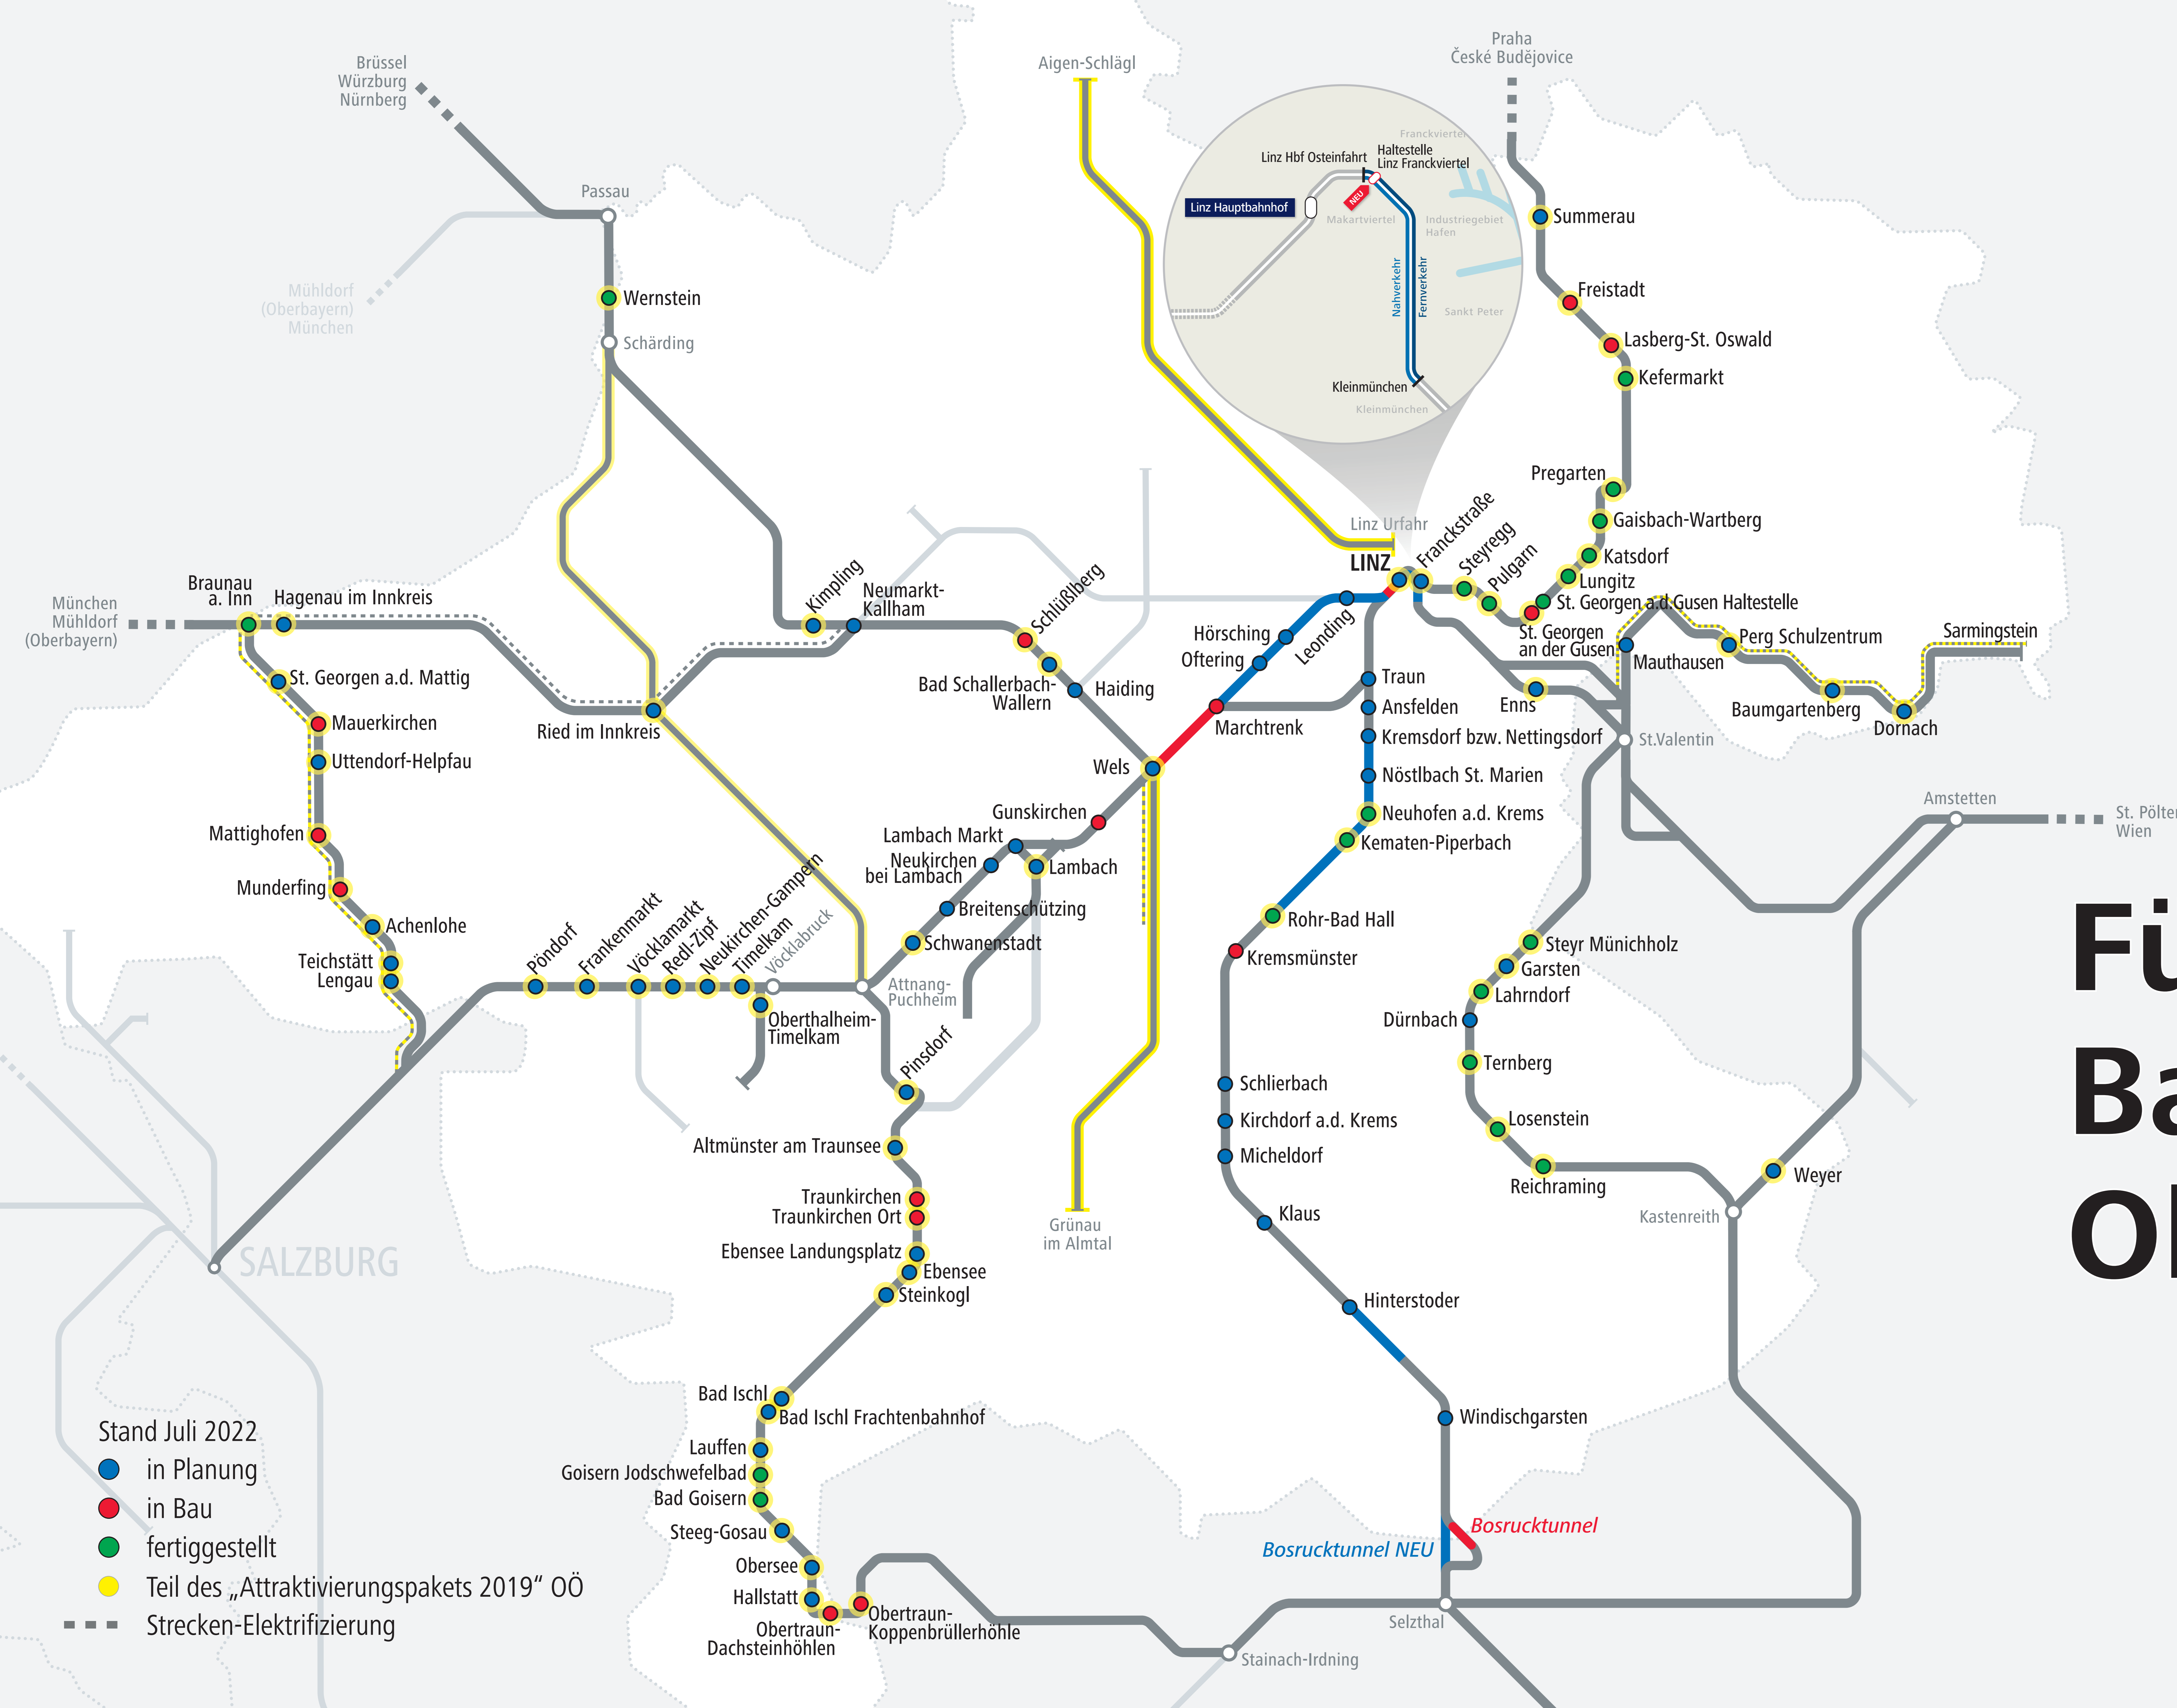 Brüssel
Würzburg
Nürnberg
Passau
Mühldorf
(Oberbayern)
München
Wernstein
Schärding
Aigen-Schlägl
Praha
České Budějovice
Franckviertel
Linz Hbf Osteinfahrt
Haltestelle
Linz Franckviertel
NEU
Linz Hauptbahnhof
Makartviertel
Industriegebiet
Hafen
Nahverkehr
Fernverkehr
Sankt Peter
Kleinmünchen
Kleinmünchen
Summerau
Freistadt
Lasberg-St. Oswald
Kefermarkt
Pregarten
Gaisbach-Wartberg
Katsdorf
Lungitz
St. Georgen a.d.Gusen Haltestelle
St. Georgen
an der Gusen
Linz Urfahr
LINZ
Franckstraße
Steyregg
Pulgarn
Mauthausen
Perg Schulzentrum
Sarmingstein
Baumgartenberg
Dornach
Enns
St.Valentin
Amstetten
St. Pölten
Wien
München
Mühldorf
(Oberbayern)
Braunau
a. Inn
Hagenau im Innkreis
St. Georgen a.d. Mattig
Mauerkirchen
Uttendorf-Helpfau
Mattighofen
Munderfing
Achenlohe
Teichstätt
Lengau
Ried im Innkreis
Kimpling
Neumarkt-
Kallham
Schlüßlberg
Bad Schallerbach-
Wallern
Haiding
Wels
Hörsching
Oftering
Leonding
Marchtrenk
Traun
Ansfelden
Kremsdorf bzw. Nettingsdorf
Nöstlbach St. Marien
Neuhofen a.d. Krems
Kematen-Piperbach
Rohr-Bad Hall
Kremsmünster
Gunskirchen
Lambach Markt
Neukirchen
bei Lambach
Lambach
Breitenschützing
Schwanenstadt
Attnang-
Puchheim
Pöndorf
Frankenmarkt
Vöcklamarkt
Redl-Zipf
Neukirchen-Gampern
Timelkam
Vöcklabruck
Oberthalheim-
Timelkam
Pinsdorf
Altmünster am Traunsee
Traunkirchen
Traunkirchen Ort
Ebensee Landungsplatz
Ebensee
Steinkogl
Grünau
im Almtal
Schlierbach
Kirchdorf a.d. Krems
Micheldorf
Klaus
Hinterstoder
Windischgarsten
Steyr Münichholz
Garsten
Lahrndorf
Dürnbach
Ternberg
Losenstein
Reichraming
Kastenreith
Weyer
Fü
Ba
Ob
SALZBURG
Bad Ischl
Bad Ischl Frachtenbahnhof
Lauffen
Goisern Jodschwefelbad
Bad Goisern
Steeg-Gosau
Obersee
Hallstatt
Obertraun-
Dachsteinhöhlen
Obertraun-
Koppenbrüllerhöhle
Bosrucktunnel
Bosrucktunnel NEU
Selzthal
Stainach-Irdning
Stand Juli 2022
in Planung
in Bau
fertiggestellt
Teil des „Attraktivierungspakets 2019“ OÖ
Strecken-Elektrifizierung